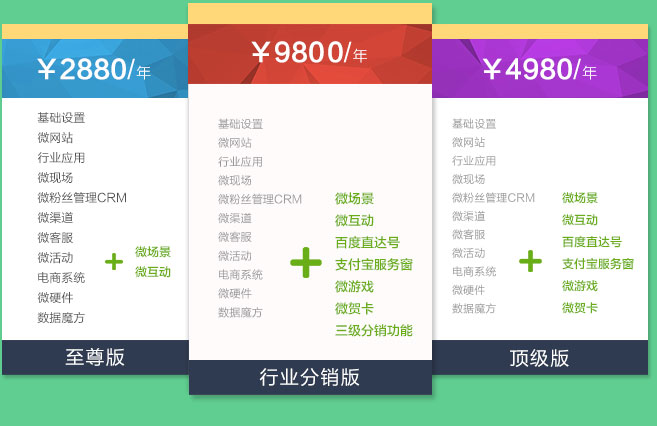 ￥2880/年
基础设置
微网站
行业应用
微现场
微粉丝管理CRM
微渠道
微客服
微活动
电商系统
微硬件
数据魔方
+
微场景
微互动
至尊版
￥9800/年
基础设置
微网站
行业应用
微现场
微粉丝管理CRM
微渠道
微客服
微活动
电商系统
微硬件
数据魔方
+
微场景
微互动
百度直达号
支付宝服务窗
微游戏
微贺卡
三级分销功能
行业分销版
￥4980/年
基础设置
微网站
行业应用
微现场
微粉丝管理CRM
微渠道
微客服
微活动
电商系统
微硬件
数据魔方
+
微场景
微互动
百度直达号
支付宝服务窗
微游戏
微贺卡
顶级版